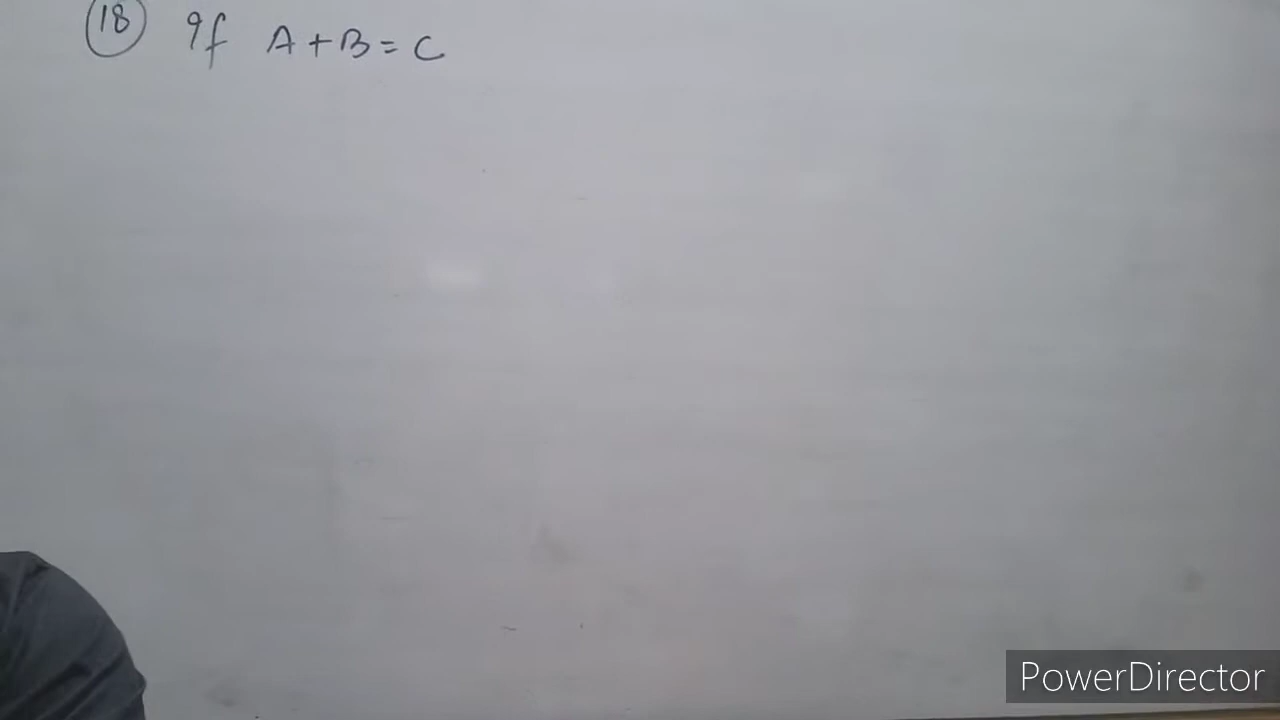 18 If A + B = C
PowerDirector